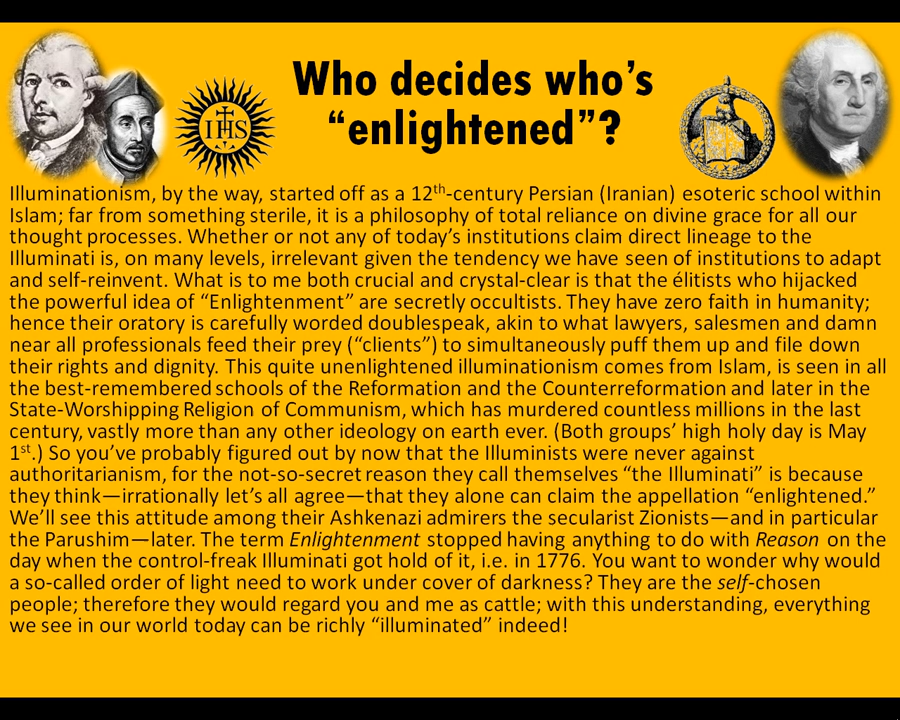 Who decides who’s
“enlightened”?
IHS
Illuminationism, by the way, started off as a 12th-century Persian (Iranian) esoteric school within
Islam; far from something sterile, it is a philosophy of total reliance on divine grace for all our
thought processes. Whether or not any of today’s institutions claim direct lineage to the
Illuminati is, on many levels, irrelevant given the tendency we have seen of institutions to adapt
and self-reinvent. What is to me both crucial and crystal-clear is that the élitists who hijacked
the powerful idea of “Enlightenment” are secretly occultists. They have zero faith in humanity;
hence their oratory is carefully worded doublespeak, akin to what lawyers, salesmen and damn
near all professionals feed their prey (“clients”) to simultaneously puff them up and file down
their rights and dignity. This quite unenlightened illuminationism comes from Islam, is seen in all
the best-remembered schools of the Reformation and the Counterreformation and later in the
State-Worshipping Religion of Communism, which has murdered countless millions in the last
century, vastly more than any other ideology on earth ever. (Both groups’ high holy day is May
1st.) So you’ve probably figured out by now that the Illuminists were never against
authoritarianism, for the not-so-secret reason they call themselves “the Illuminati” is because
they think—irrationally let’s all agree—that they alone can claim the appellation “enlightened.”
We’ll see this attitude among their Ashkenazi admirers the secularist Zionists—and in particular
the Parushim—later. The term Enlightenment stopped having anything to do with Reason on the
day when the control-freak Illuminati got hold of it, i.e. in 1776. You want to wonder why would
a so-called order of light need to work under cover of darkness? They are the self-chosen
people; therefore they would regard you and me as cattle; with this understanding, everything
we see in our world today can be richly “illuminated” indeed!